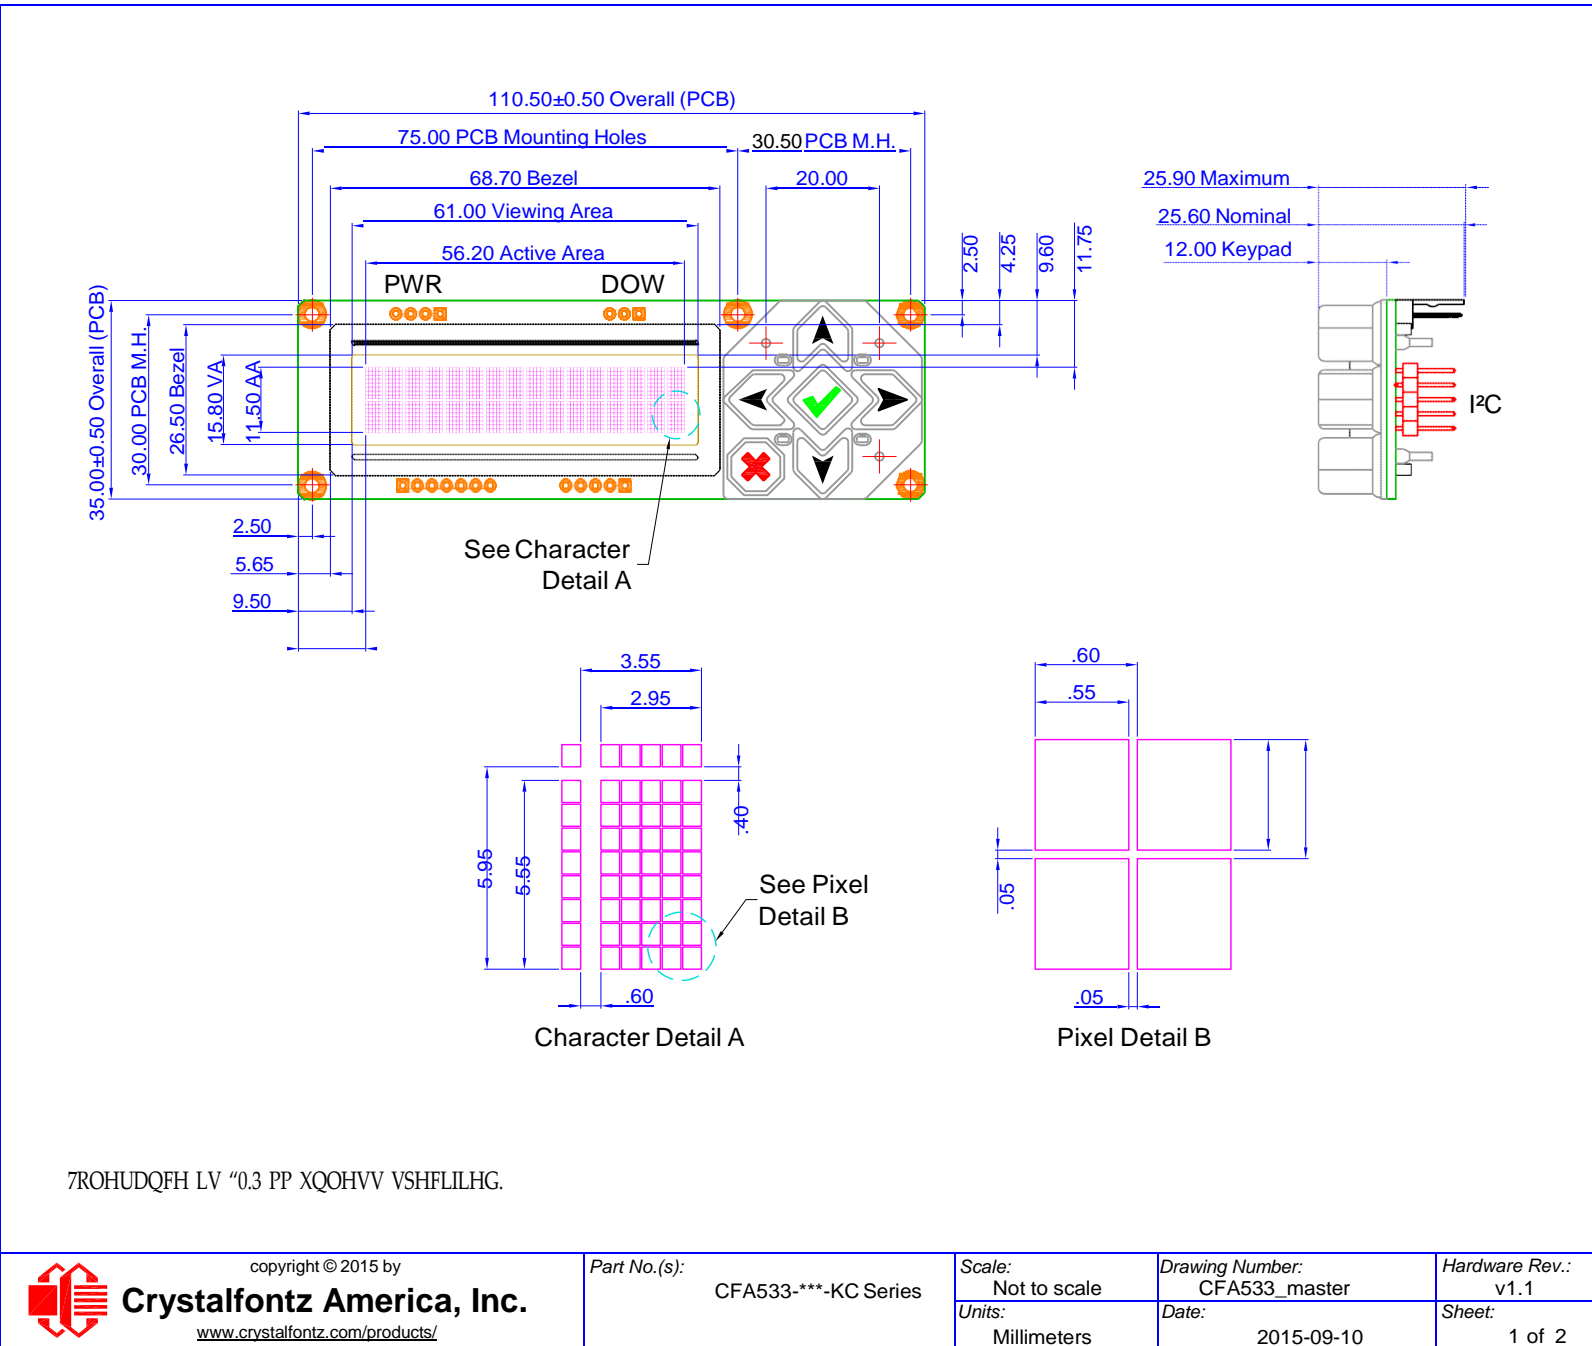 110.50±0.50 Overall (PCB)
75.00 PCB Mounting Holes
30.50 PCB M.H.
68.70 Bezel
20.00
61.00 Viewing Area
56.20 Active Area
2.50
4.25
9.60
11.75
25.90 Maximum
25.60 Nominal
12.00 Keypad
PWR
DOW
35.00±0.50 Overall (PCB)
30.00 PCB M.H.
26.50 Bezel
15.80 VA
11.50 AA
I²C
2.50
5.65
9.50
See Character
Detail A
3.55
2.95
.40
5.95
5.55
.60
See Pixel
Detail B
Character Detail A
.60
.55
.05
.05
Pixel Detail B
7ROHUDQFH LV “0.3 PP XQOHVV VSHFLILHG.
copyright © 2015 by
Crystalfontz America, Inc.
www.crystalfontz.com/products/
Part No.(s):
CFA533-***-KC Series
Scale:
Not to scale
Units:
Millimeters
Drawing Number:
CFA533_master
Date:
2015-09-10
Hardware Rev.:
v1.1
Sheet:
1 of 2